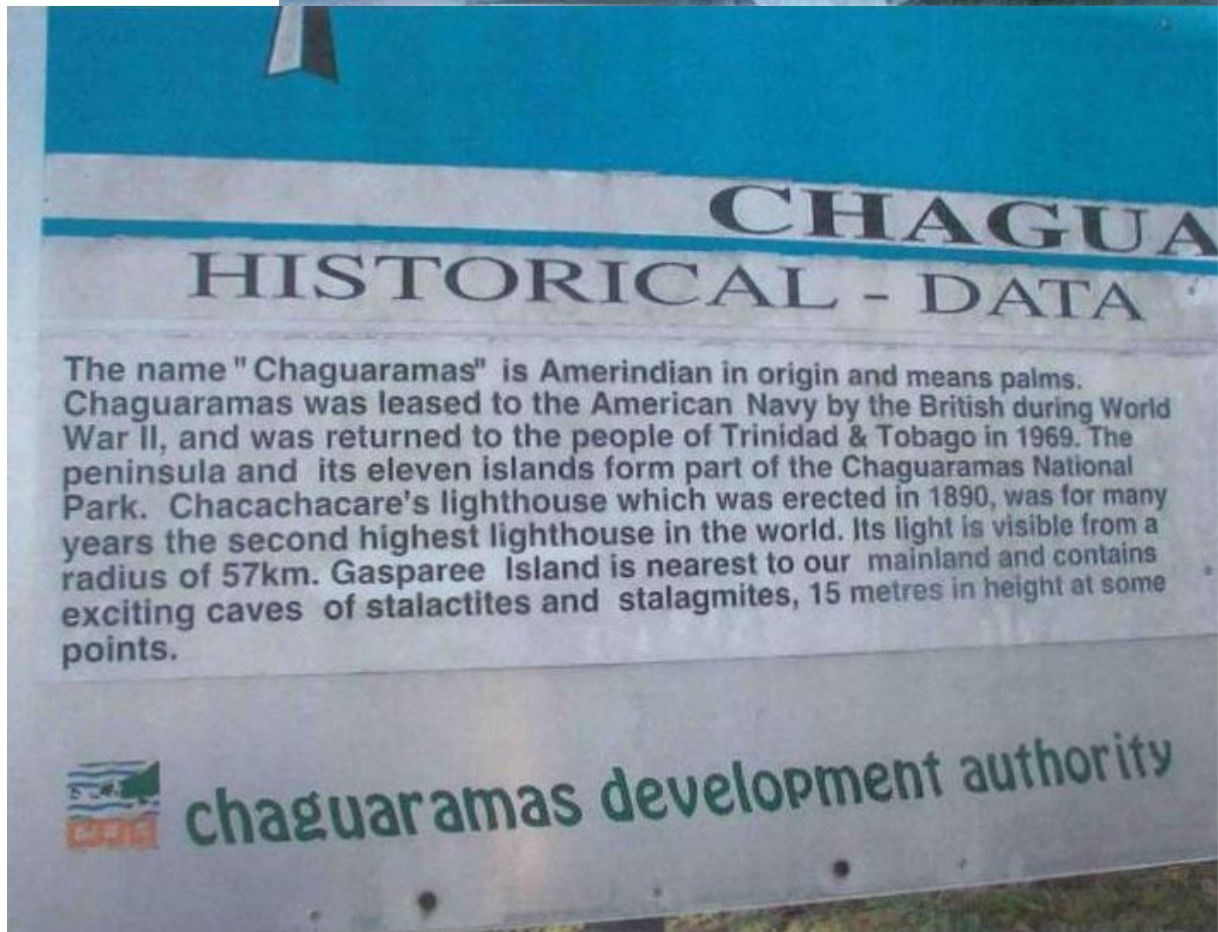 CHAGUA
HISTORICAL - DATA
The name "Chaguaramas" is Amerindian in origin and means palms.
Chaguaramas was leased to the American Navy by the British during World
War II, and was returned to the people of Trinidad & Tobago in 1969. The
peninsula and its eleven islands form part of the Chaguaramas National
Park. Chacachacare's lighthouse which was erected in 1890, was for many
years the second highest lighthouse in the world. Its light is visible from a
radius of 57km. Gasparee Island is nearest to our mainland and contains
exciting caves of stalactites and stalagmites, 15 metres in height at some
points.
CDA
chaguaramas development authority